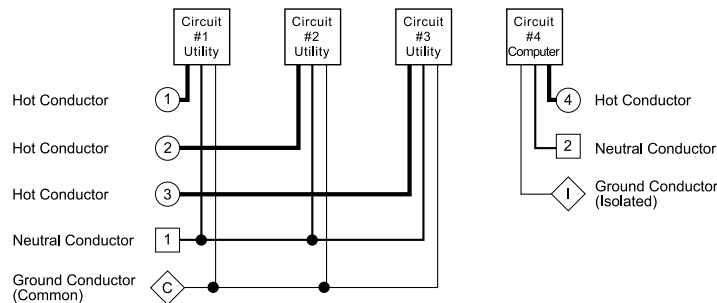 Circuit
#1
Utility
Circuit
#2
Utility
Circuit
#3
Utility
Circuit
#4
Computer
Hot Conductor
1
4
Hot Conductor
Hot Conductor
2
2
Neutral Conductor
Hot Conductor
3
I
Ground Conductor
(Isolated)
Neutral Conductor
1
Ground Conductor
(Common)
C